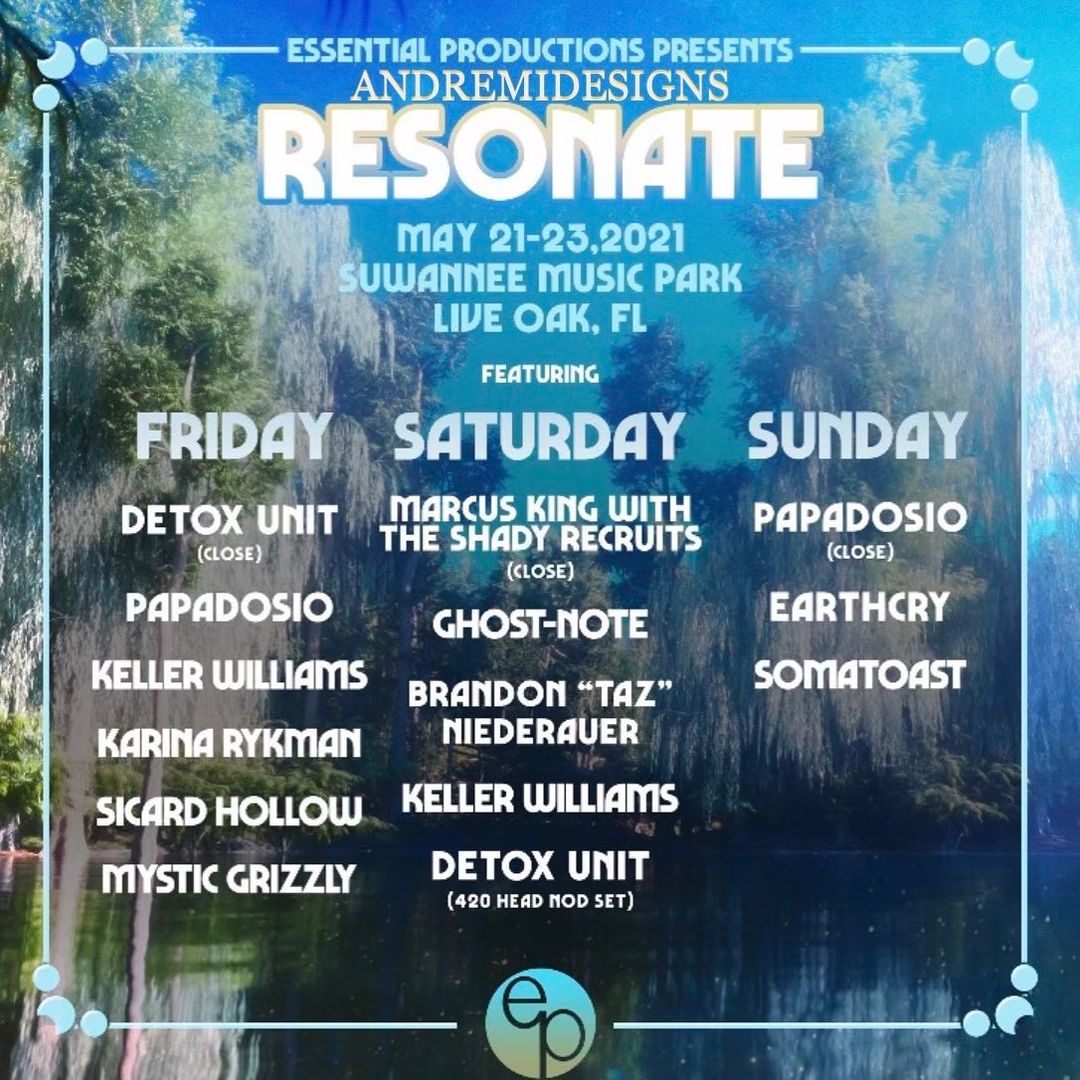 ESSENTIAL PRODUCTIONS PRESENTS
ANDREMIDESIGNS
RESONATE
MAY 21-23,2021
SUWANNEE MUSIC PARK
LIVE OAK, FL
FEATURING
FRIDAY
DETOX UNIT
(CLOSE)
PAPADOSIO
KELLER WILLIAMS
KARINA RYKMAN
SICARD HOLLOW
MYSTIC GRIZZLY
SATURDAY
MARCUS KING WITH
THE SHADY RECRUITS
(CLOSE)
GHOST-NOTE
BRANDON “TAZ”
NIEDERAUER
KELLER WILLIAMS
DETOX UNIT
(420 HEAD NOD SET)
SUNDAY
PAPADOSIO
(CLOSE)
EARTHCRY
SOMATOAST
ep